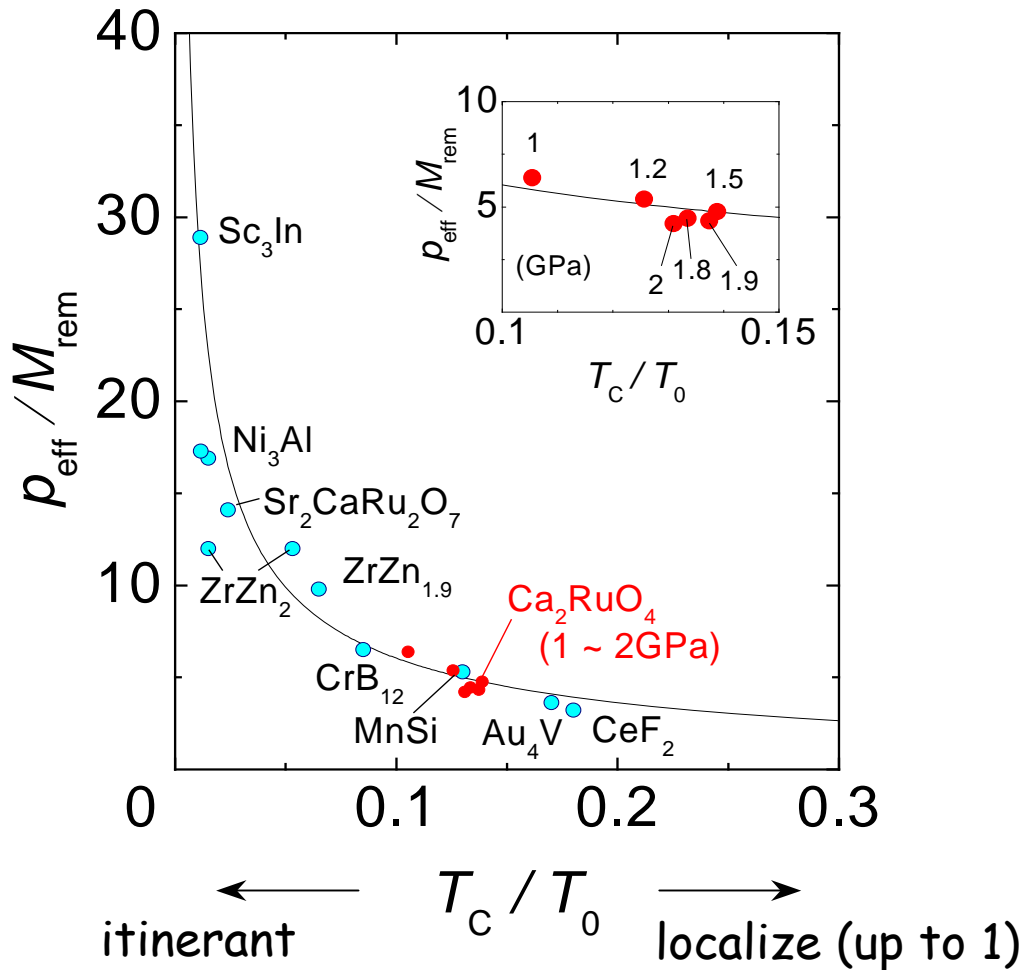 40
30
20
10
p_eff / M_rem
Sc₃In
Ni₃Al
Sr₂CaRu₂O₇
ZrZn₂
ZrZn₁.₉
CrB₁₂
MnSi
Au₄V
CeF₂
Ca₂RuO₄
(1 ~ 2GPa)
10
5
p_eff / M_rem
1
1.2
1.5
2
1.8
1.9
(GPa)
0.1
0.15
T_C / T₀
0
0.1
0.2
0.3
T_C / T₀
itinerant
localize (up to 1)